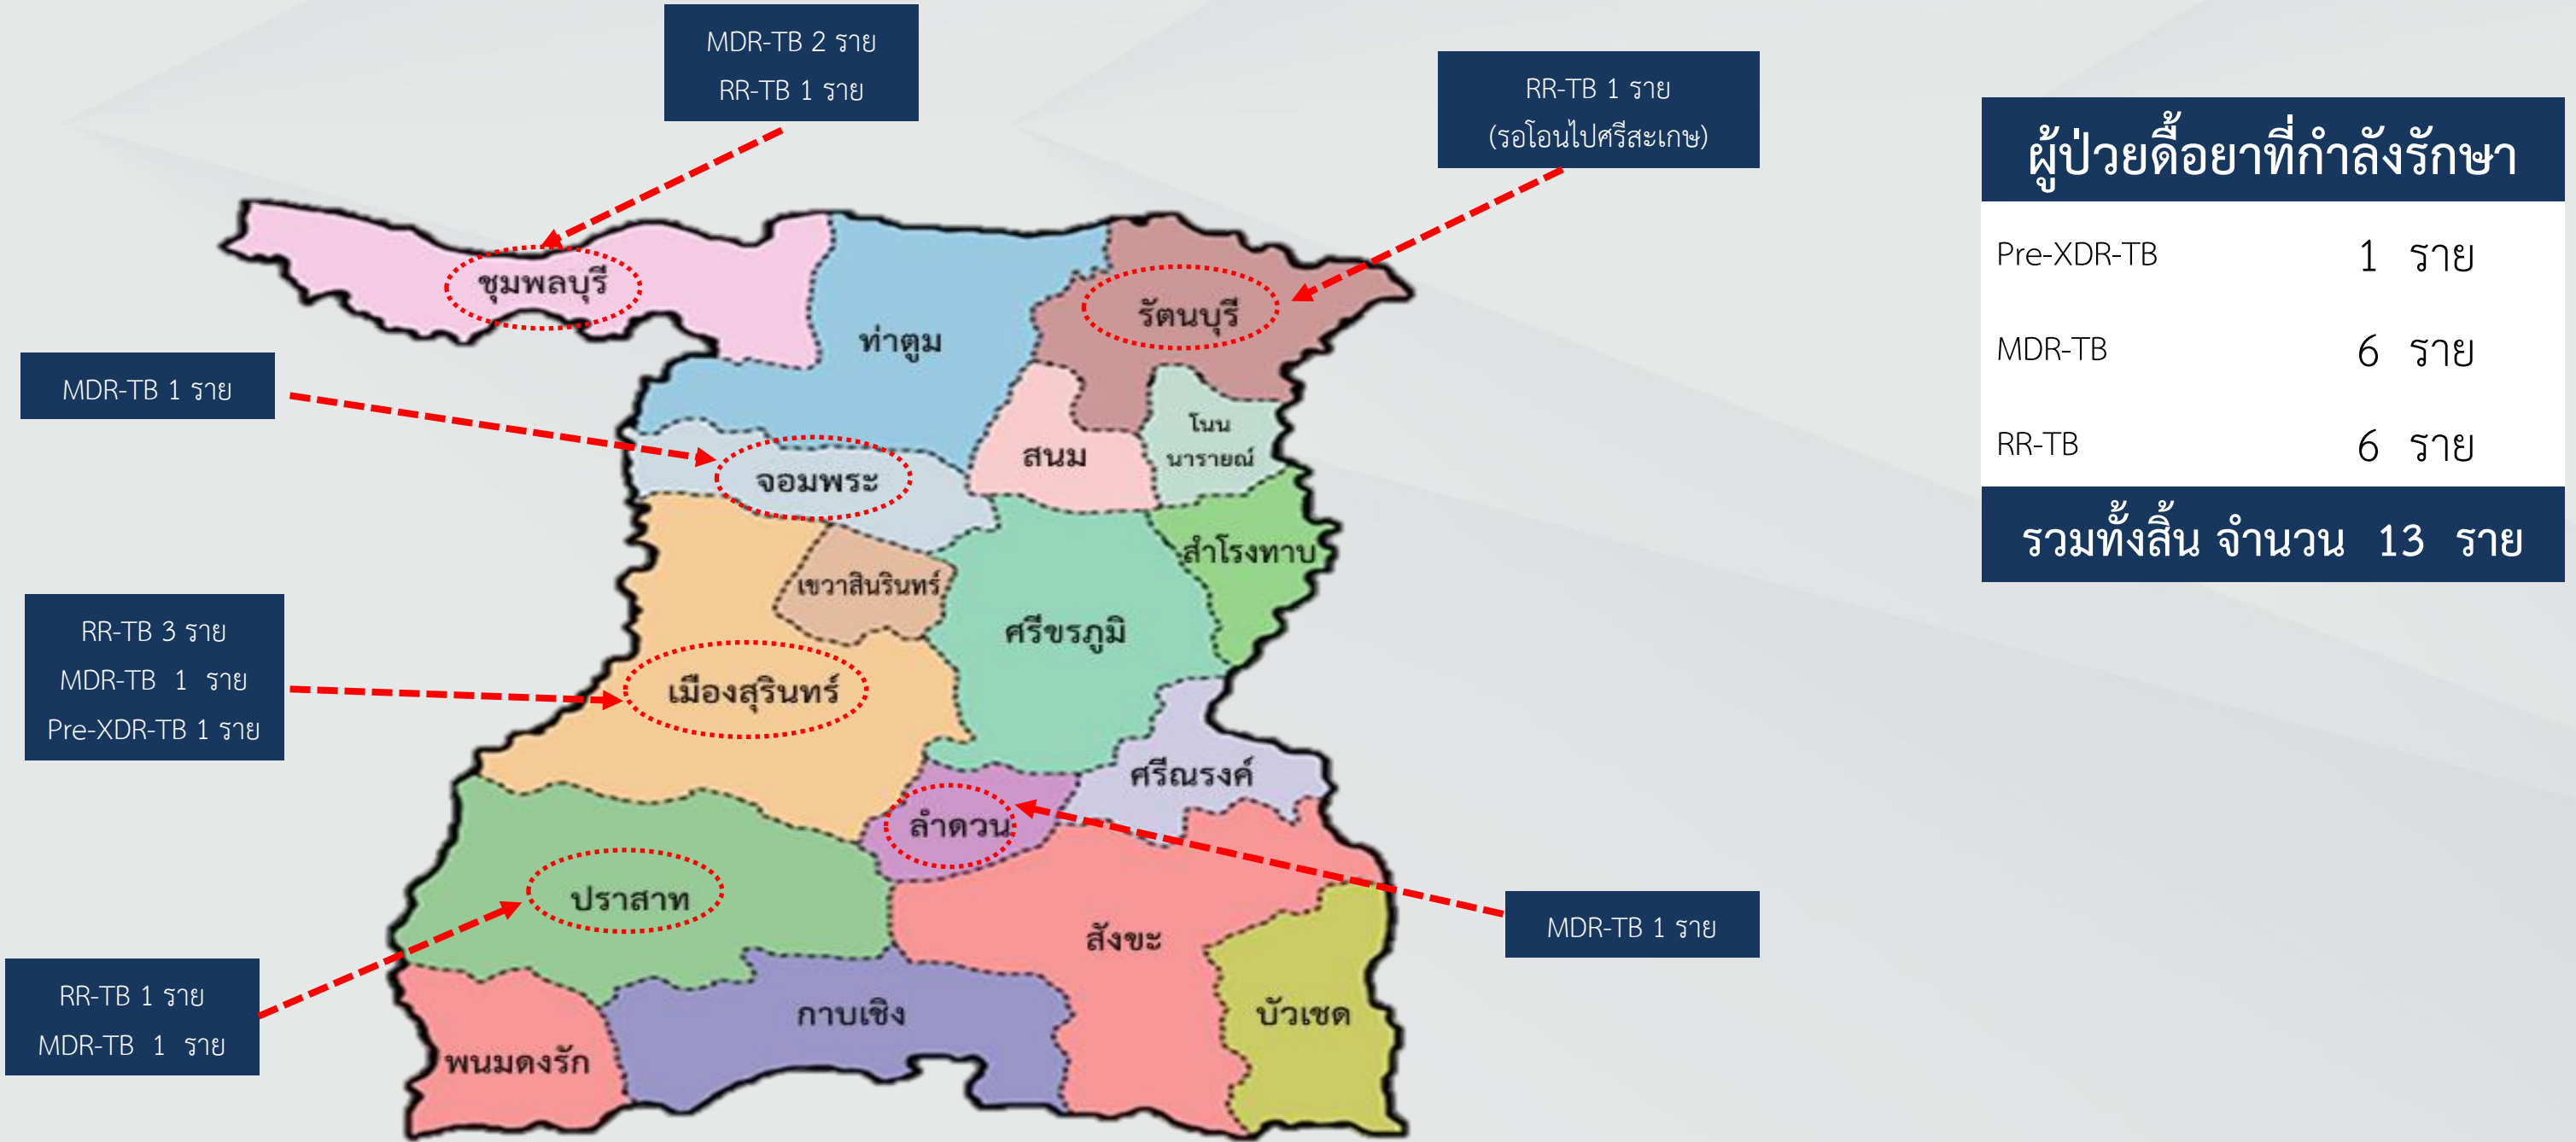 MDR-TB 2 ราย
RR-TB 1 ราย
RR-TB 1 ราย
(รอโอนไปศรีสะเกษ)
ผู้ป่วยดื้อยาที่กำลังรักษา
Pre-XDR-TB 1 ราย
MDR-TB 6 ราย
RR-TB 6 ราย
รวมทั้งสิ้น จำนวน 13 ราย
ชุมพลบุรี
ท่าตูม
รัตนบุรี
MDR-TB 1 ราย
สนม
โนน
นารายณ์
จอมพระ
สำโรงทาบ
เขวาสินรินทร์
ศรีขรภูมิ
RR-TB 3 ราย
MDR-TB 1 ราย
Pre-XDR-TB 1 ราย
เมืองสุรินทร์
ศรีณรงค์
ลำดวน
ปราสาท
MDR-TB 1 ราย
สังขะ
RR-TB 1 ราย
MDR-TB 1 ราย
กาบเชิง
บัวเชด
พนมดงรัก